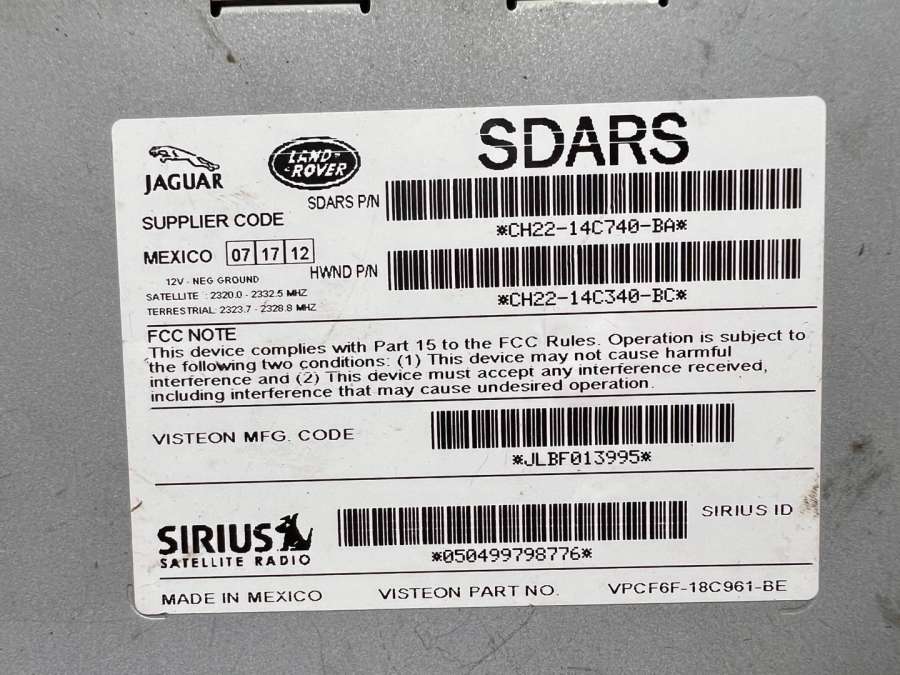 SDARS
JAGUAR
LAND-
-ROVER
SDARS P/N
*CH22-14C740-BA*
SUPPLIER CODE
MEXICO 07 17 12
HWND P/N
*CH22-14C340-BC*
12V - NEG GROUND
SATELLITE : 2320.0 - 2332.5 MHZ
TERRESTRIAL: 2323.7 - 2328.8 MHZ
FCC NOTE
This device complies with Part 15 to the FCC Rules. Operation is subject to
the following two conditions: (1) This device may not cause harmful
interference and (2) This device must accept any interference received,
including interference that may cause undesired operation.
VISTEON MFG. CODE
*JLBF013995*
SIRIUS
SATELLITE RADIO
*050499798776*
SIRIUS ID
MADE IN MEXICO VISTEON PART NO. VPCF6F-18C961-BE